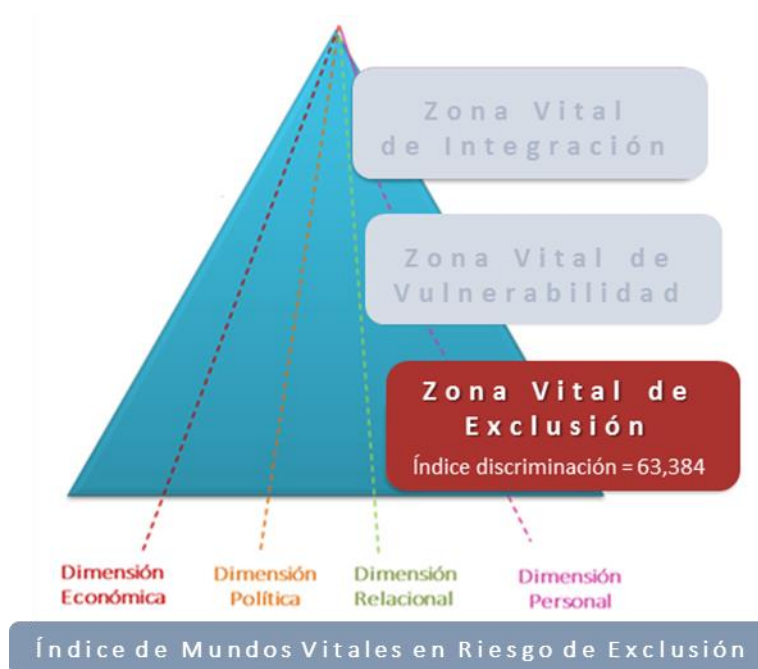 Zona Vital
de Integración
Zona Vital de
Vulnerabilidad
Zona Vital de
Exclusión
Índice discriminación = 63,384
Dimensión
Económica
Dimensión
Política
Dimensión
Relacional
Dimensión
Personal
Índice de Mundos Vitales en Riesgo de Exclusión